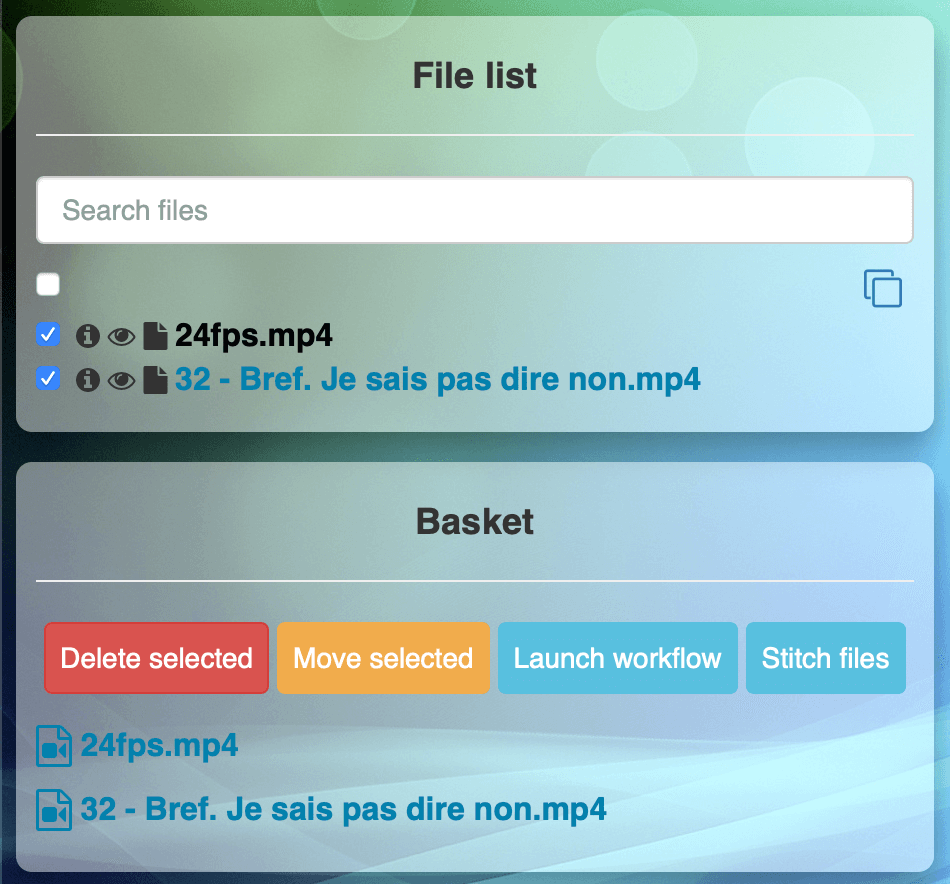 File list
Search files
24fps.mp4
32 - Bref. Je sais pas dire non.mp4
Basket
Delete selected Move selected Launch workflow Stitch files
24fps.mp4
32 - Bref. Je sais pas dire non.mp4